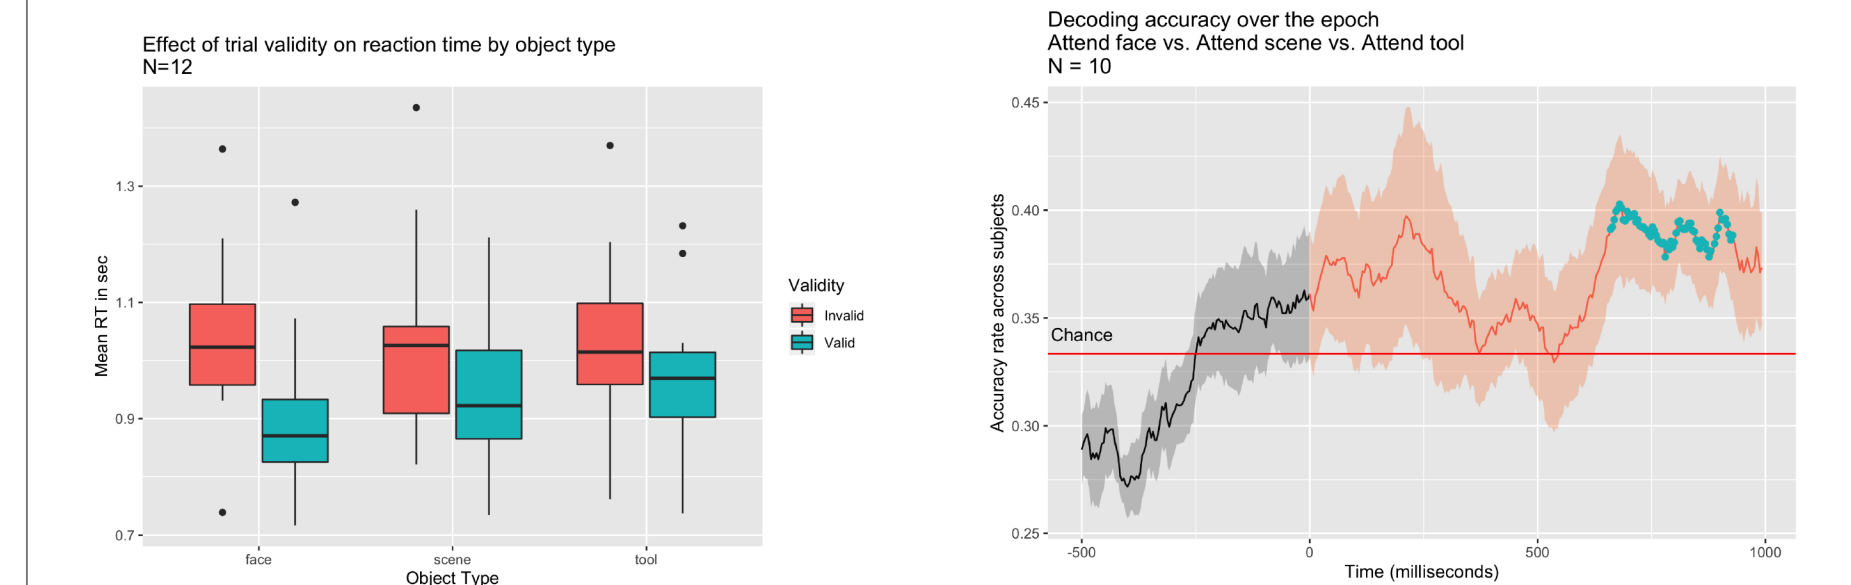 Effect of trial validity on reaction time by object type
N=12
Mean RT in sec
1.3
1.1
0.9
0.7
face
scene
tool
Object Type
Validity
Invalid
Valid
Decoding accuracy over the epoch
Attend face vs. Attend scene vs. Attend tool
N = 10
Accuracy rate across subjects
0.45
0.40
0.35
0.30
0.25
Chance
-500
0
500
1000
Time (milliseconds)